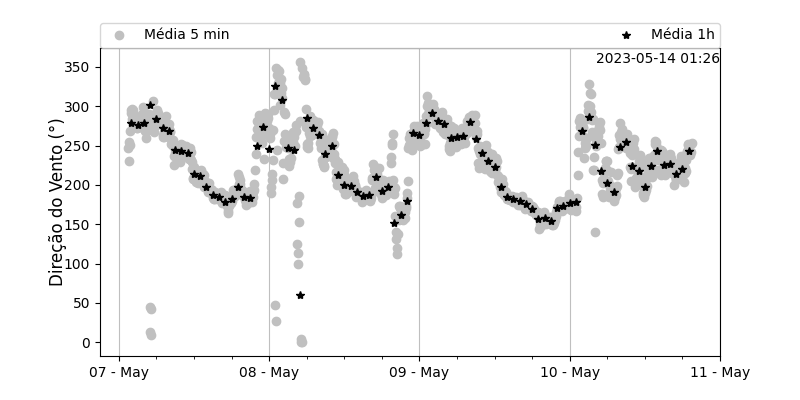 Média 5 min
Média 1h
2023-05-14 01:26
Direção do Vento (°)
350
300
250
200
150
100
50
0
07 - May
08 - May
09 - May
10 - May
11 - May